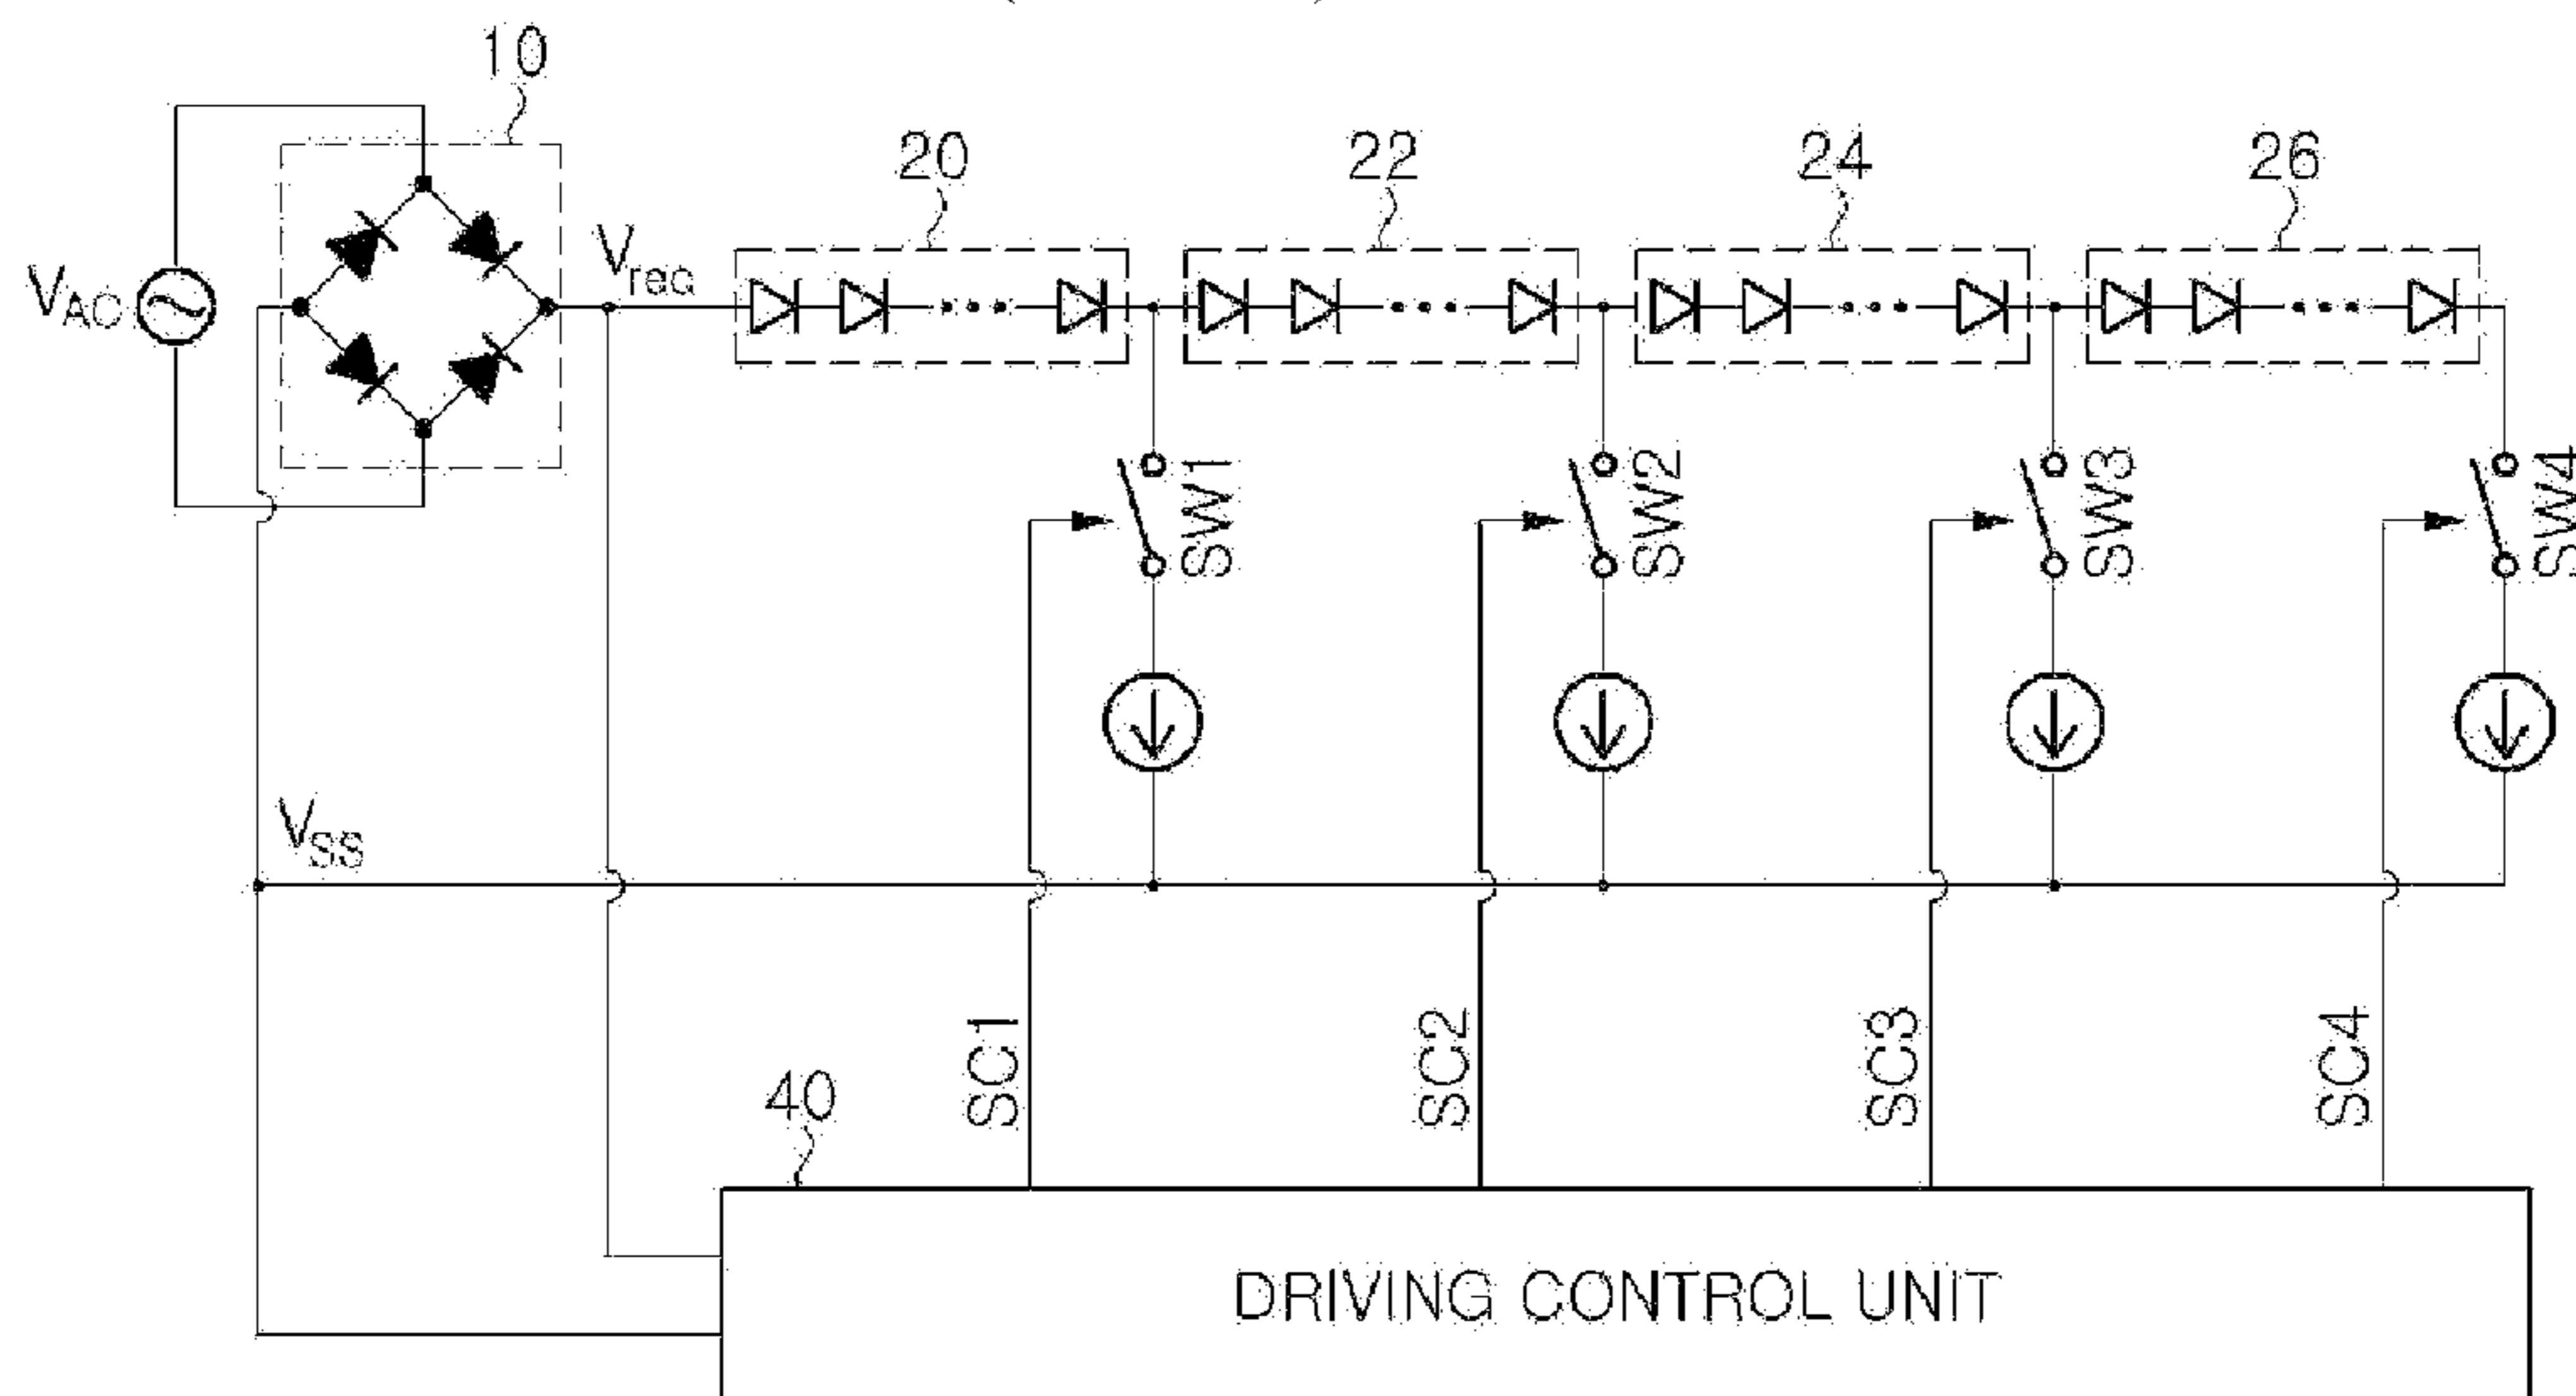 10
20
22
24
26
VAC
Vrec
SW1
SW2
SW3
SW4
VSS
SC1
SC2
SC3
SC4
40
DRIVING CONTROL UNIT